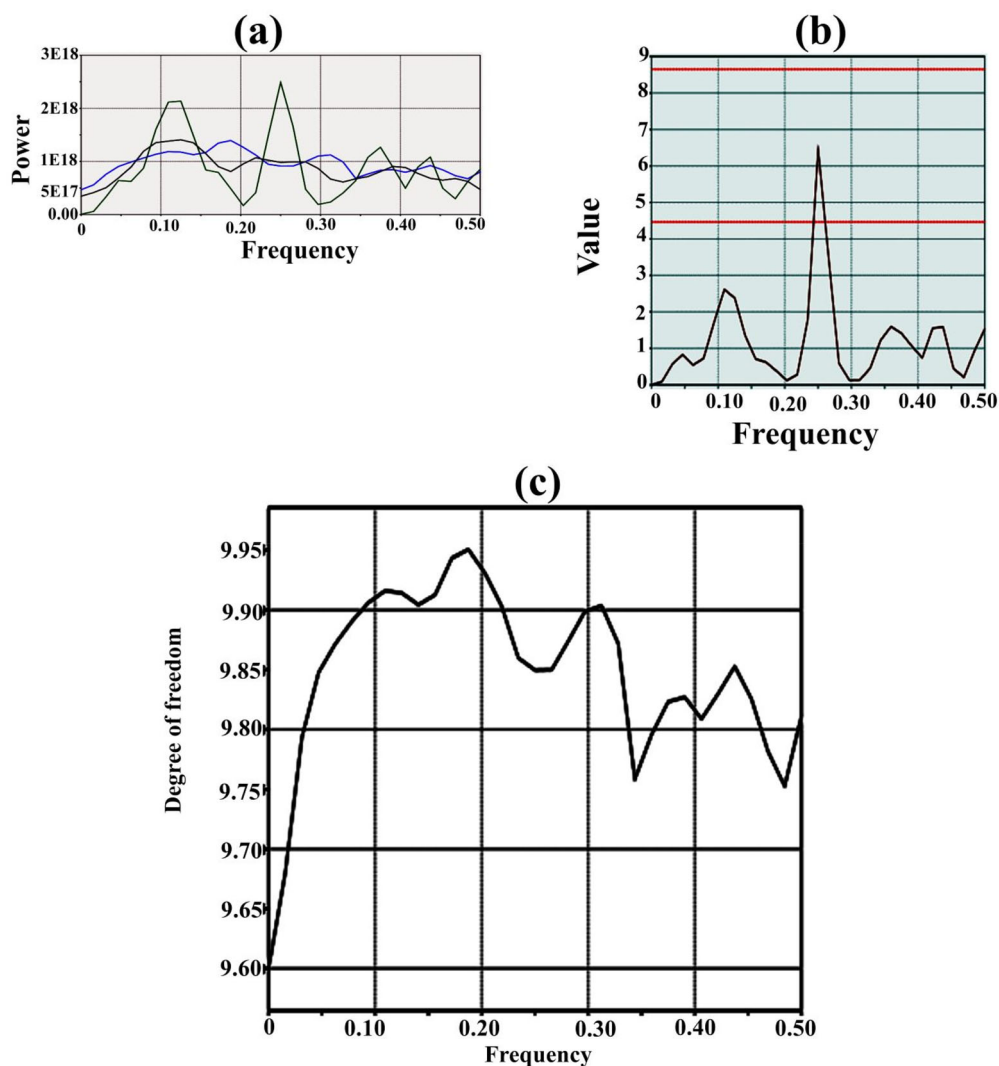 (a)
3E18
2E18
1E18
5E17
0.00
Power
0 0.10 0.20 0.30 0.40 0.50
Frequency
(b)
9
8
7
6
5
4
3
2
1
0
Value
0 0.10 0.20 0.30 0.40 0.50
Frequency
(c)
9.95
9.90
9.85
9.80
9.75
9.70
9.65
9.60
Degree of freedom
0 0.10 0.20 0.30 0.40 0.50
Frequency